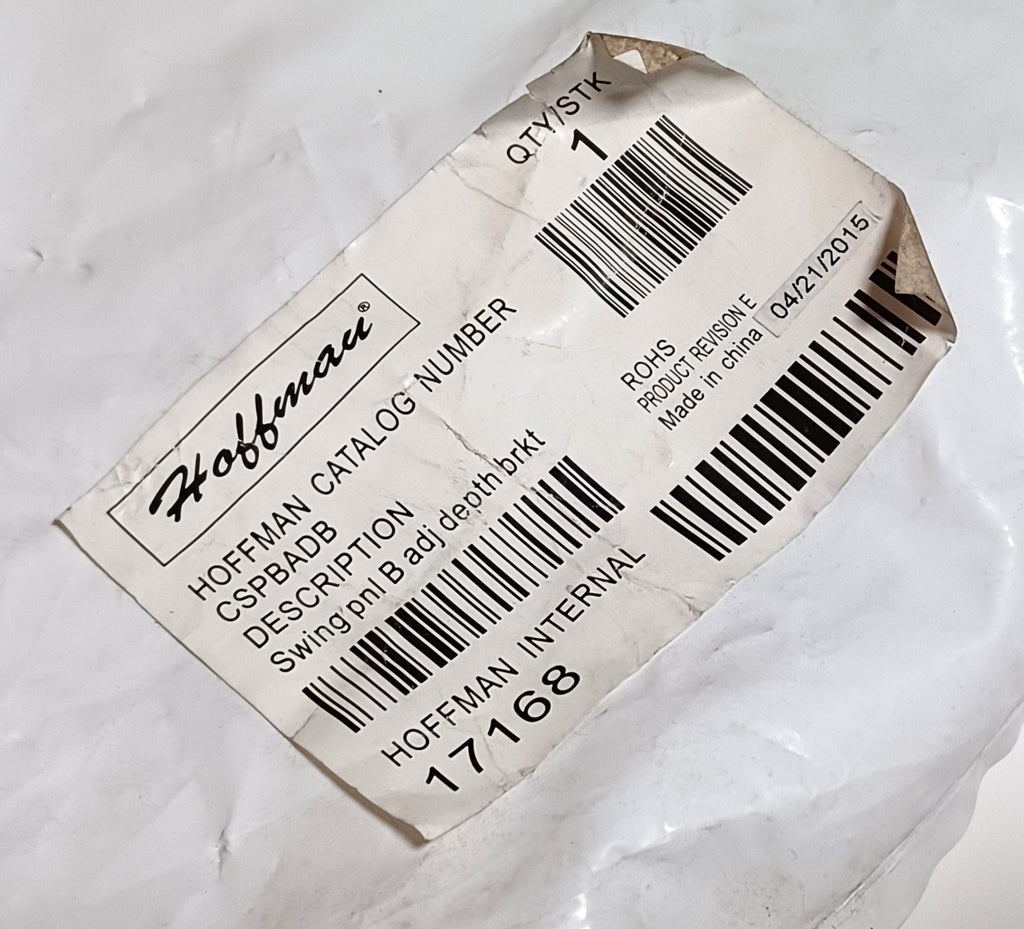 Hoffman®
QTY/STK
1
HOFFMAN CATALOG NUMBER
CSPBADB
DESCRIPTION
Swing pnl B adj depth brkt
ROHS
PRODUCT REVISION E
Made in china 04/21/2015
HOFFMAN INTERNAL
17168